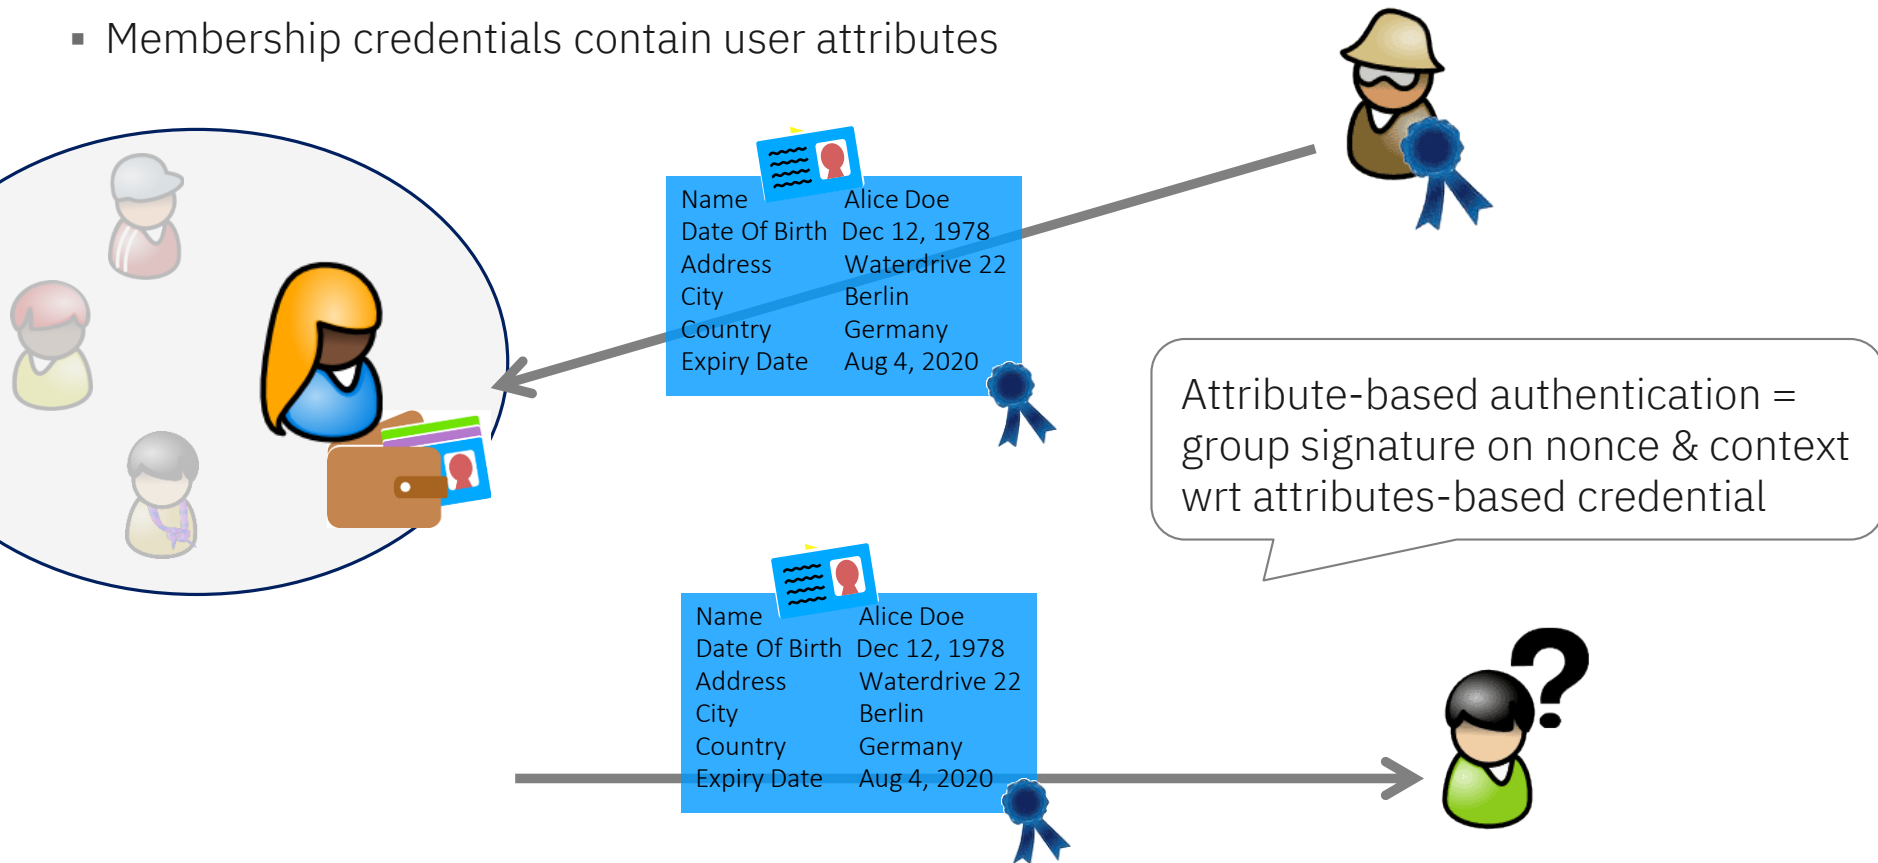 ▪ Membership credentials contain user attributes
Name Alice Doe
Date Of Birth Dec 12, 1978
Address Waterdrive 22
City Berlin
Country Germany
Expiry Date Aug 4, 2020
Attribute-based authentication =
group signature on nonce & context
wrt attributes-based credential
Name Alice Doe
Date Of Birth Dec 12, 1978
Address Waterdrive 22
City Berlin
Country Germany
Expiry Date Aug 4, 2020
?